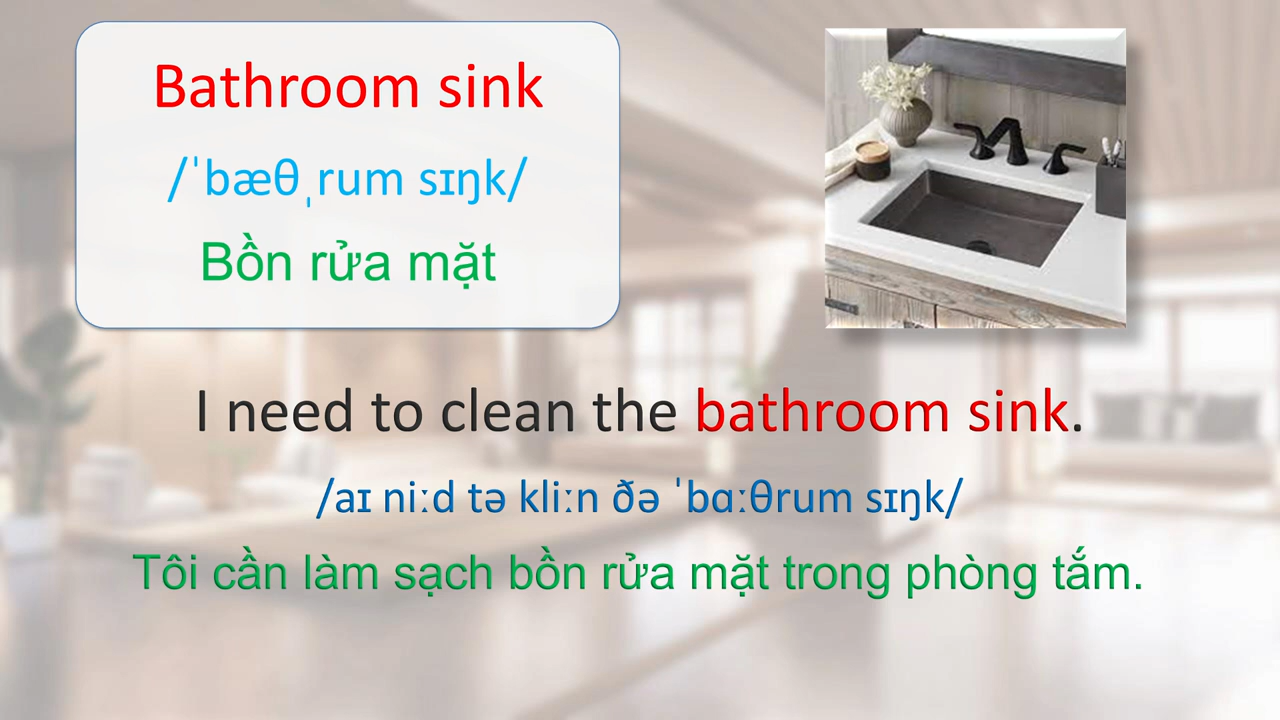 Bathroom sink
/ˈbæθˌrum sɪŋk/
Bồn rửa mặt
I need to clean the bathroom sink.
/aɪ niːd tə kliːn ðə ˈbɑːθrum sɪŋk/
Tôi cần làm sạch bồn rửa mặt trong phòng tắm.